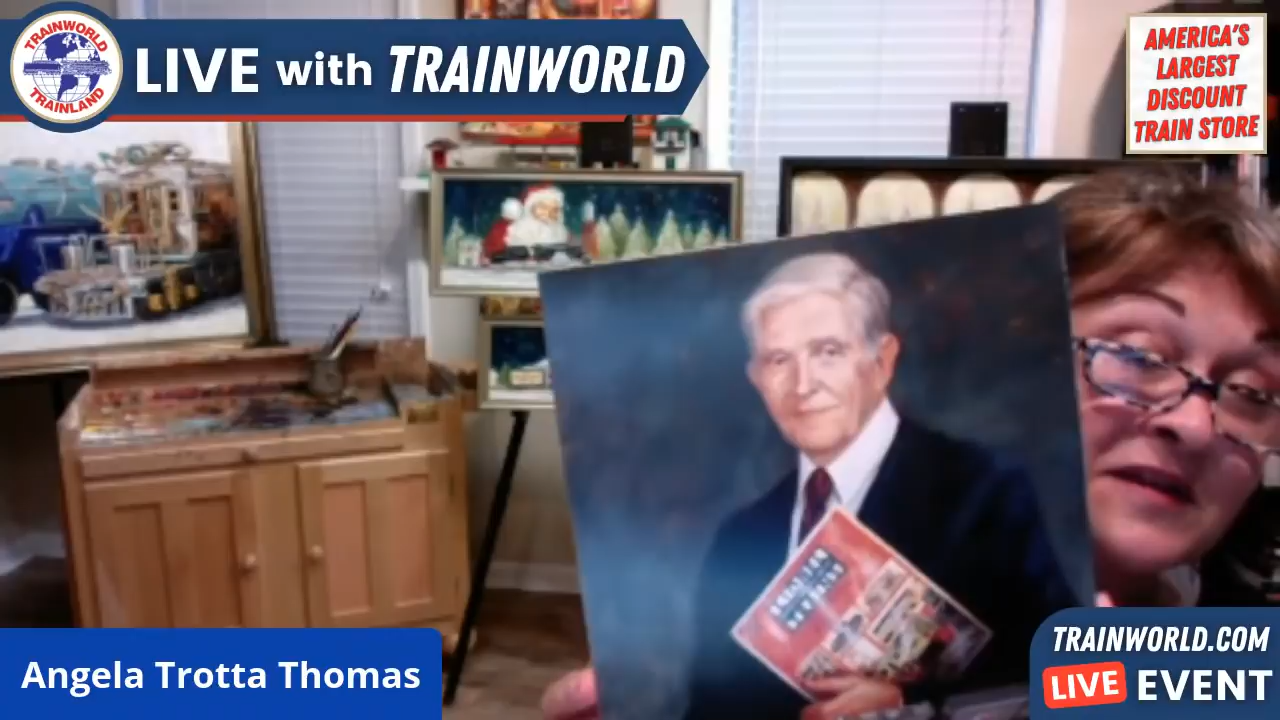 TRAINWORLD
TRAINLAND
LIVE with TRAINWORLD
AMERICA'S
LARGEST
DISCOUNT
TRAIN STORE
Angela Trotta Thomas
TRAINWORLD.COM
LIVE EVENT